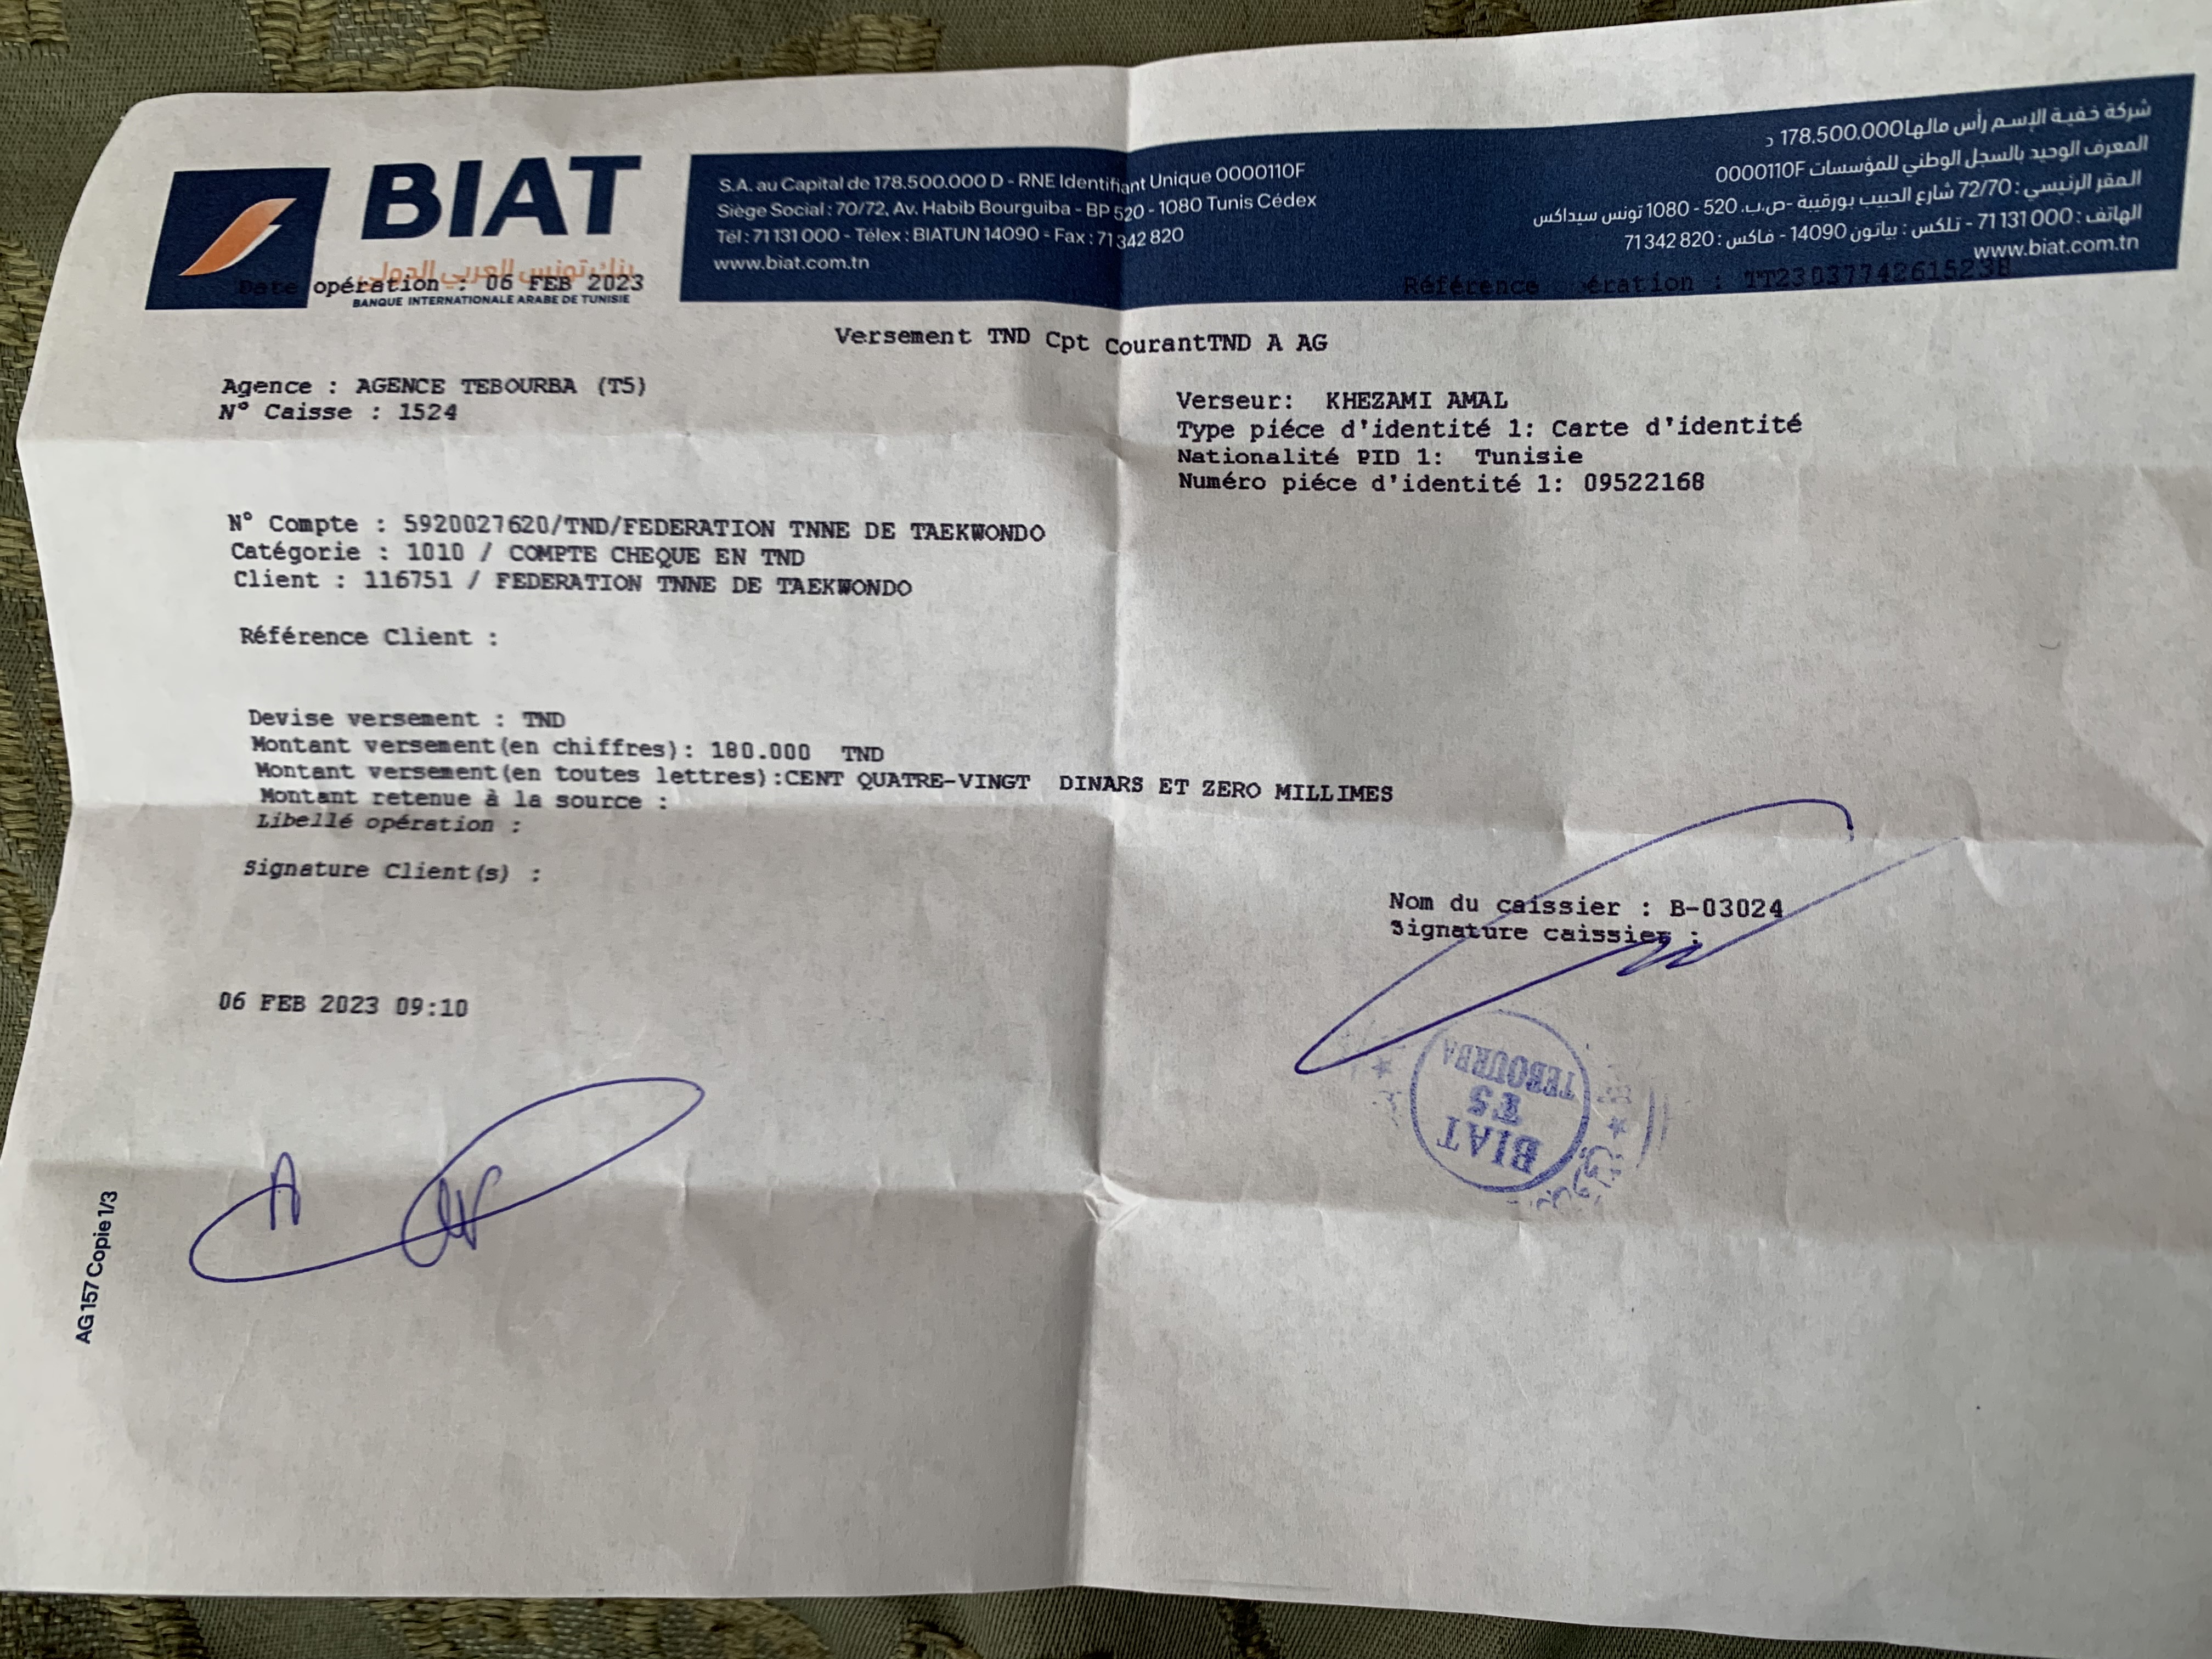 BIAT
بنك تونس العربي الدولي
Date opération : 06 FEB 2023
BANQUE INTERNATIONALE ARABE DE TUNISIE
S.A. au Capital de 178.500.000 D - RNE Identifiant Unique 0000110F
Siège Social : 70/72, Av. Habib Bourguiba - BP 520 - 1080 Tunis Cédex
Tél : 71 131 000 - Télex : BIATUN 14090 - Fax : 71 342 820
www.biat.com.tn
شركة خفية الإسم رأس مالها 178.500.000 د
المعرف الوحيد بالسجل الوطني للمؤسسات 0000110F
المقر الرئيسي : 72/70 شارع الحبيب بورقيبة -ص.ب. 520 - 1080 تونس سيداكس
الهاتف : 71 131 000 - تلكس : بياتون 14090 - فاكس : 71 342 820
www.biat.com.tn
Référence ération :
Versement TND Cpt CourantTND A AG
Agence : AGENCE TEBOURBA (T5)
N° Caisse : 1524
Verseur: KHEZAMI AMAL
Type piéce d'identité 1: Carte d'identité
Nationalité PID 1: Tunisie
Numéro piéce d'identité 1: 09522168
N° Compte : 5920027620/TND/FEDERATION TNNE DE TAEKWONDO
Catégorie : 1010 / COMPTE CHEQUE EN TND
Client : 116751 / FEDERATION TNNE DE TAEKWONDO
Référence Client :
Devise versement : TND
Montant versement(en chiffres): 180.000 TND
Montant versement(en toutes lettres):CENT QUATRE-VINGT DINARS ET ZERO MILLIMES
Montant retenue à la source :
Libellé opération :
Signature Client(s) :
Nom du caissier : B-03024
Signature caissier :
06 FEB 2023 09:10
BIAT
T5
TEBOURBA
AG 157 Copie 1/3